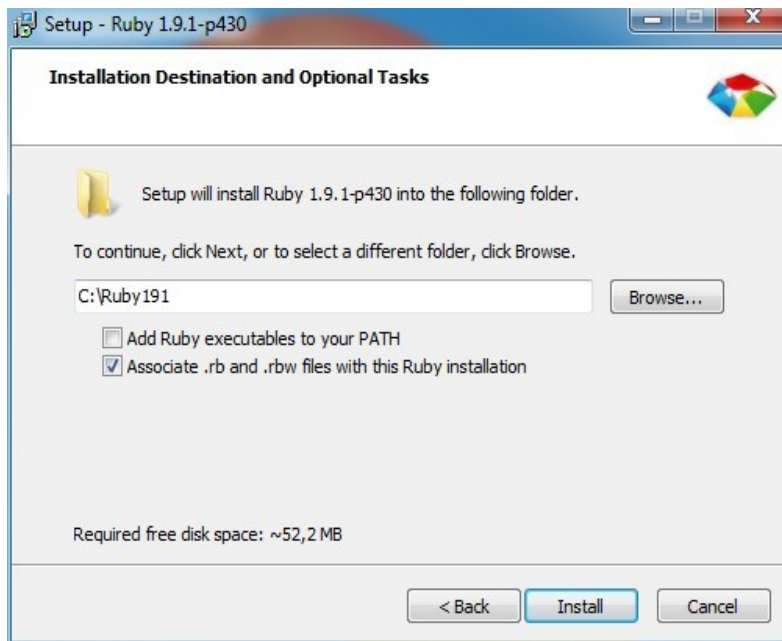 Setup - Ruby 1.9.1-p430
Installation Destination and Optional Tasks
Setup will install Ruby 1.9.1-p430 into the following folder.
To continue, click Next, or to select a different folder, click Browse.
C:\Ruby191
Browse...
Add Ruby executables to your PATH
Associate .rb and .rbw files with this Ruby installation
Required free disk space: ~52,2 MB
< Back
Install
Cancel